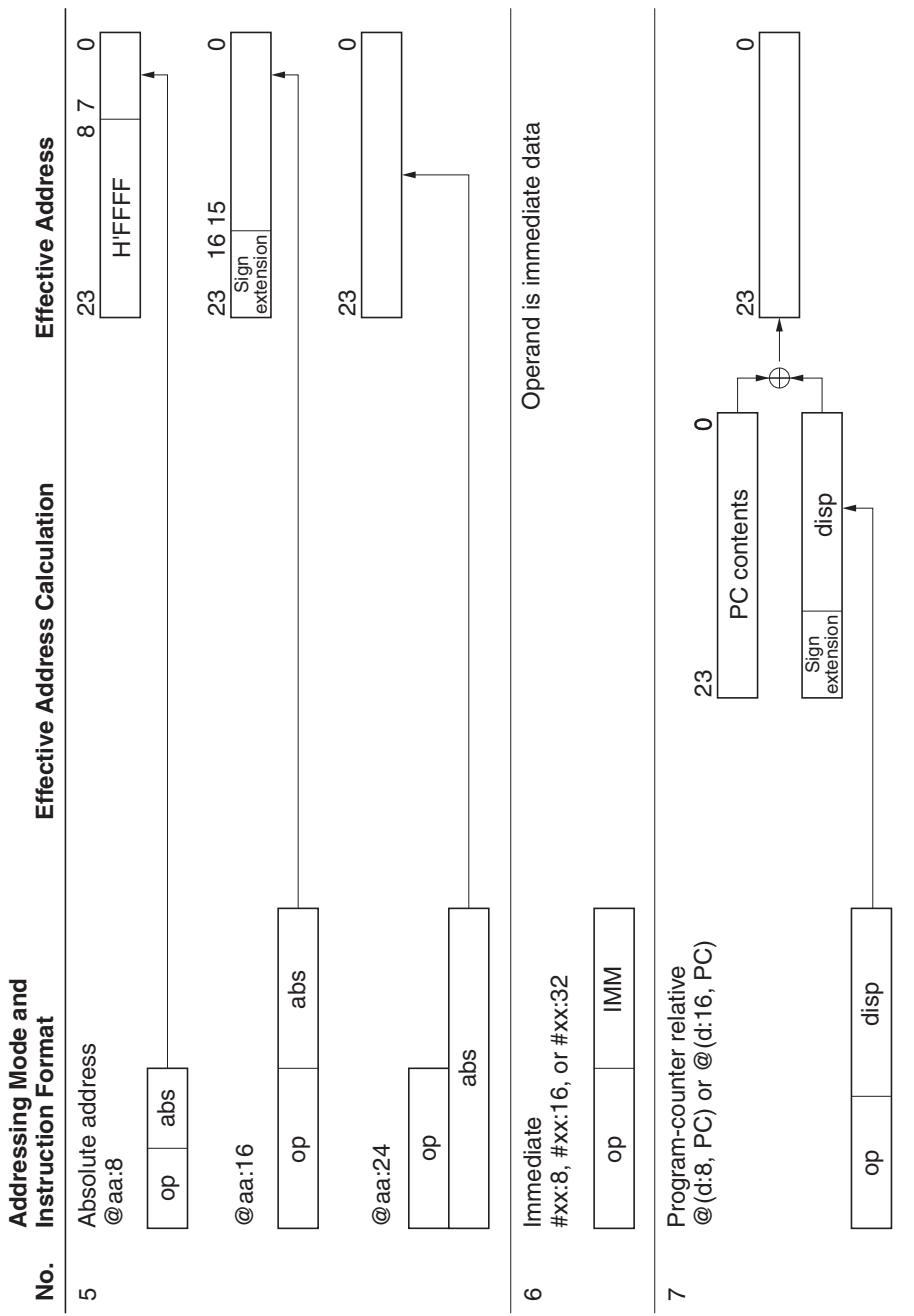 No. Addressing Mode and Instruction Format Effective Address Calculation Effective Address
5 Absolute address
@aa:8
op abs
23 8 7 0
H'FFFF
@aa:16
op abs
23 16 15 0
Sign extension
@aa:24
op
abs
23 0
6 Immediate
#xx:8, #xx:16, or #xx:32
op IMM
Operand is immediate data
7 Program-counter relative
@(d:8, PC) or @(d:16, PC)
op disp
23 0
PC contents
Sign extension disp
23 0